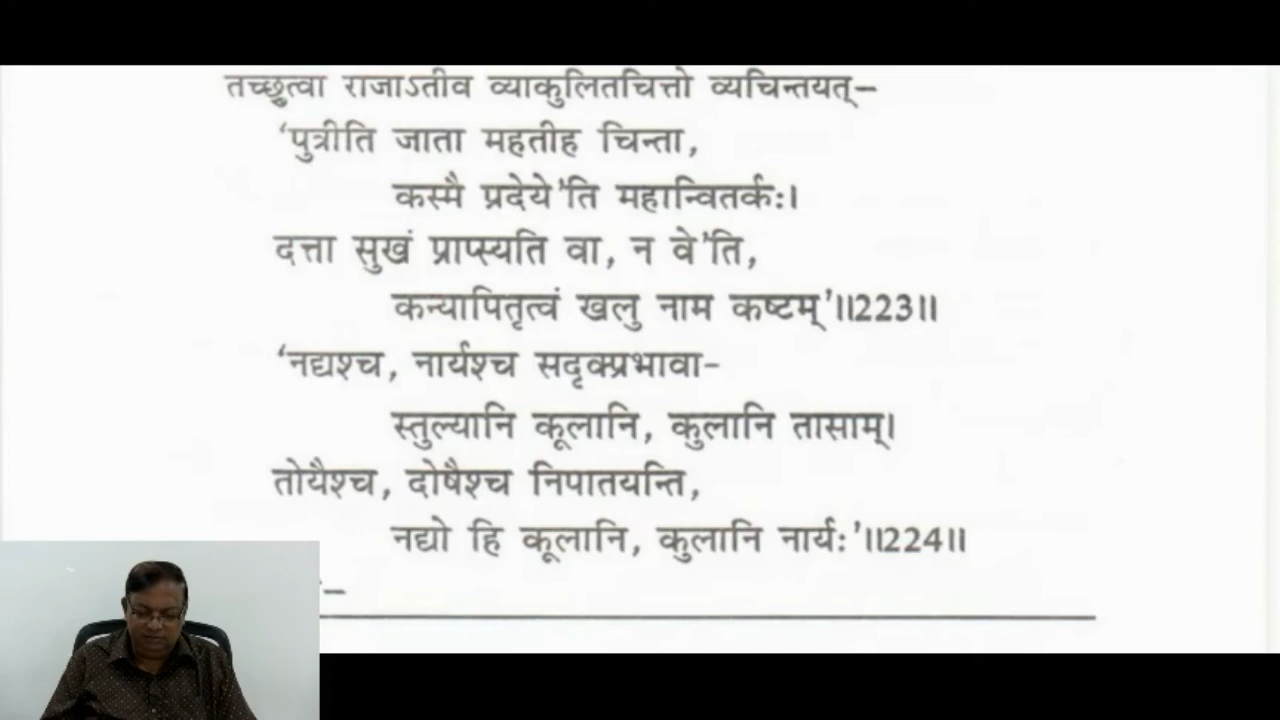 तच्छ्रुत्वा राजाऽतीव व्याकुलितचित्तो व्यचिन्तयत्–
‘पुत्रीति जाता महतीह चिन्ता,
कस्मै प्रदेये’ति महान्वितर्कः।
दत्ता सुखं प्राप्स्यति वा, न वे’ति,
कन्यापितृत्वं खलु नाम कष्टम्’।।223।।
‘नद्यश्च, नार्यश्च सदृक्प्रभावा-
स्तुल्यानि कूलानि, कुलानि तासाम्।
तोयैश्च, दोषैश्च निपातयन्ति,
नद्यो हि कूलानि, कुलानि नार्यः’।।224।।